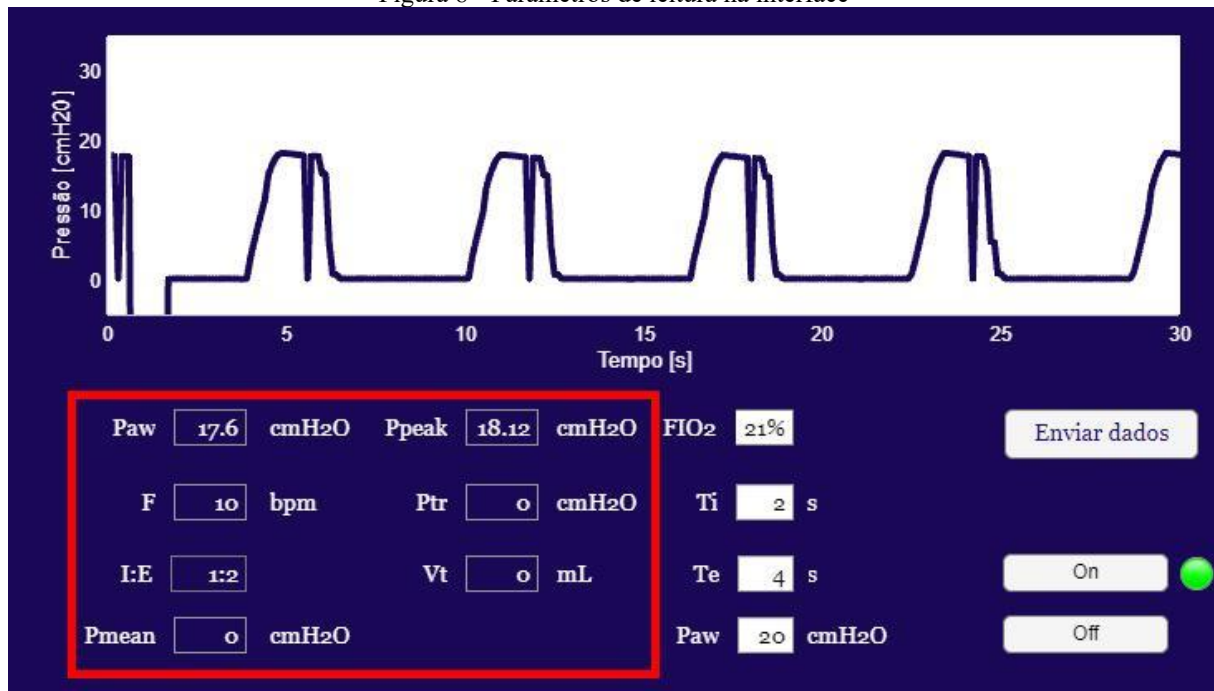 Figura 6 - Parâmetros de leitura na interface
Pressão [cmH20]
30
20
10
0
0 5 10 15 20 25 30
Tempo [s]
Paw 17.6 cmH2O Ppeak 18.12 cmH2O FIO2 21% Enviar dados
F 10 bpm Ptr 0 cmH2O Ti 2 s
I:E 1:2 Vt 0 mL Te 4 s On
Pmean 0 cmH2O Paw 20 cmH2O Off